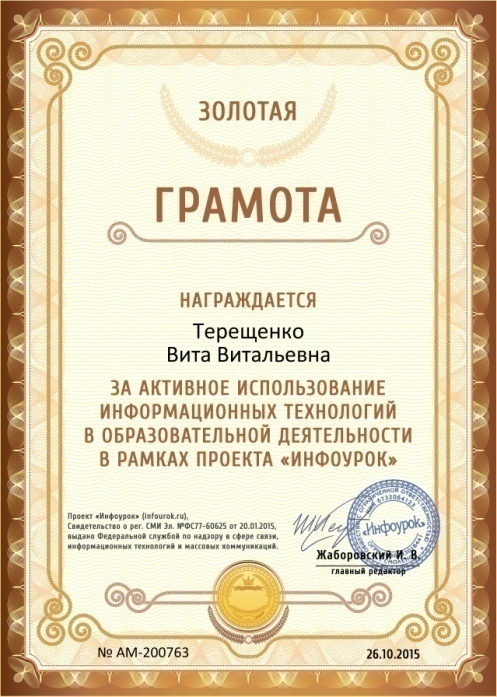 ЗОЛОТАЯ
ГРАМОТА
НАГРАЖДАЕТСЯ
Терещенко
Вита Витальевна
ЗА АКТИВНОЕ ИСПОЛЬЗОВАНИЕ
ИНФОРМАЦИОННЫХ ТЕХНОЛОГИЙ
В ОБРАЗОВАТЕЛЬНОЙ ДЕЯТЕЛЬНОСТИ
В РАМКАХ ПРОЕКТА «ИНФОУРОК»
Проект «Инфоурок» (infourok.ru),
Свидетельство о рег. СМИ Эл. №ФС77-60625 от 20.01.2015,
выдано Федеральной службой по надзору в сфере связи,
информационных технологий и массовых коммуникаций.
«Инфоурок»
Жаборовский И. В.
главный редактор
№ АМ-200763
26.10.2015